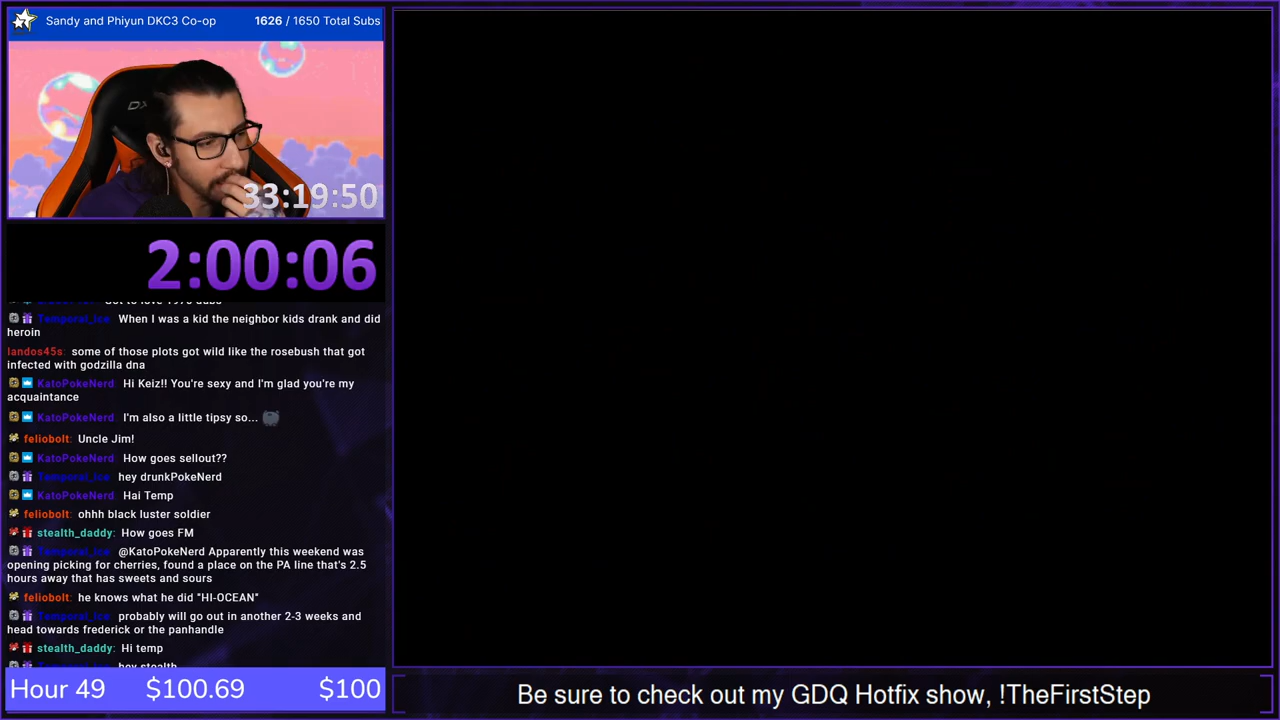 Sandy and Phiyun DKC3 Co-op 1626 / 1650 Total Subs
33:19:50
2:00:06
Temporal_Ice When I was a kid the neighbor kids drank and did
heroin
landos45s: some of those plots got wild like the rosebush that got
infected with godzilla dna
KatoPokeNerd Hi Keiz!! You're sexy and I'm glad you're my
acquaintance
KatoPokeNerd I'm also a little tipsy so...
feliobolt: Uncle Jim!
KatoPokeNerd How goes sellout??
Temporal_Ice hey drunkPokeNerd
KatoPokeNerd Hai Temp
feliobolt: ohhh black luster soldier
stealth_daddy: How goes FM
Temporal_Ice @KatoPokeNerd Apparently this weekend was
opening picking for cherries, found a place on the PA line that's 2.5
hours away that has sweets and sours
feliobolt: he knows what he did "HI-OCEAN"
Temporal_Ice probably will go out in another 2-3 weeks and
head towards frederick or the panhandle
stealth_daddy: Hi temp
Temporal_Ice hey stealth
Hour 49 $100.69 $100
Be sure to check out my GDQ Hotfix show, !TheFirstStep